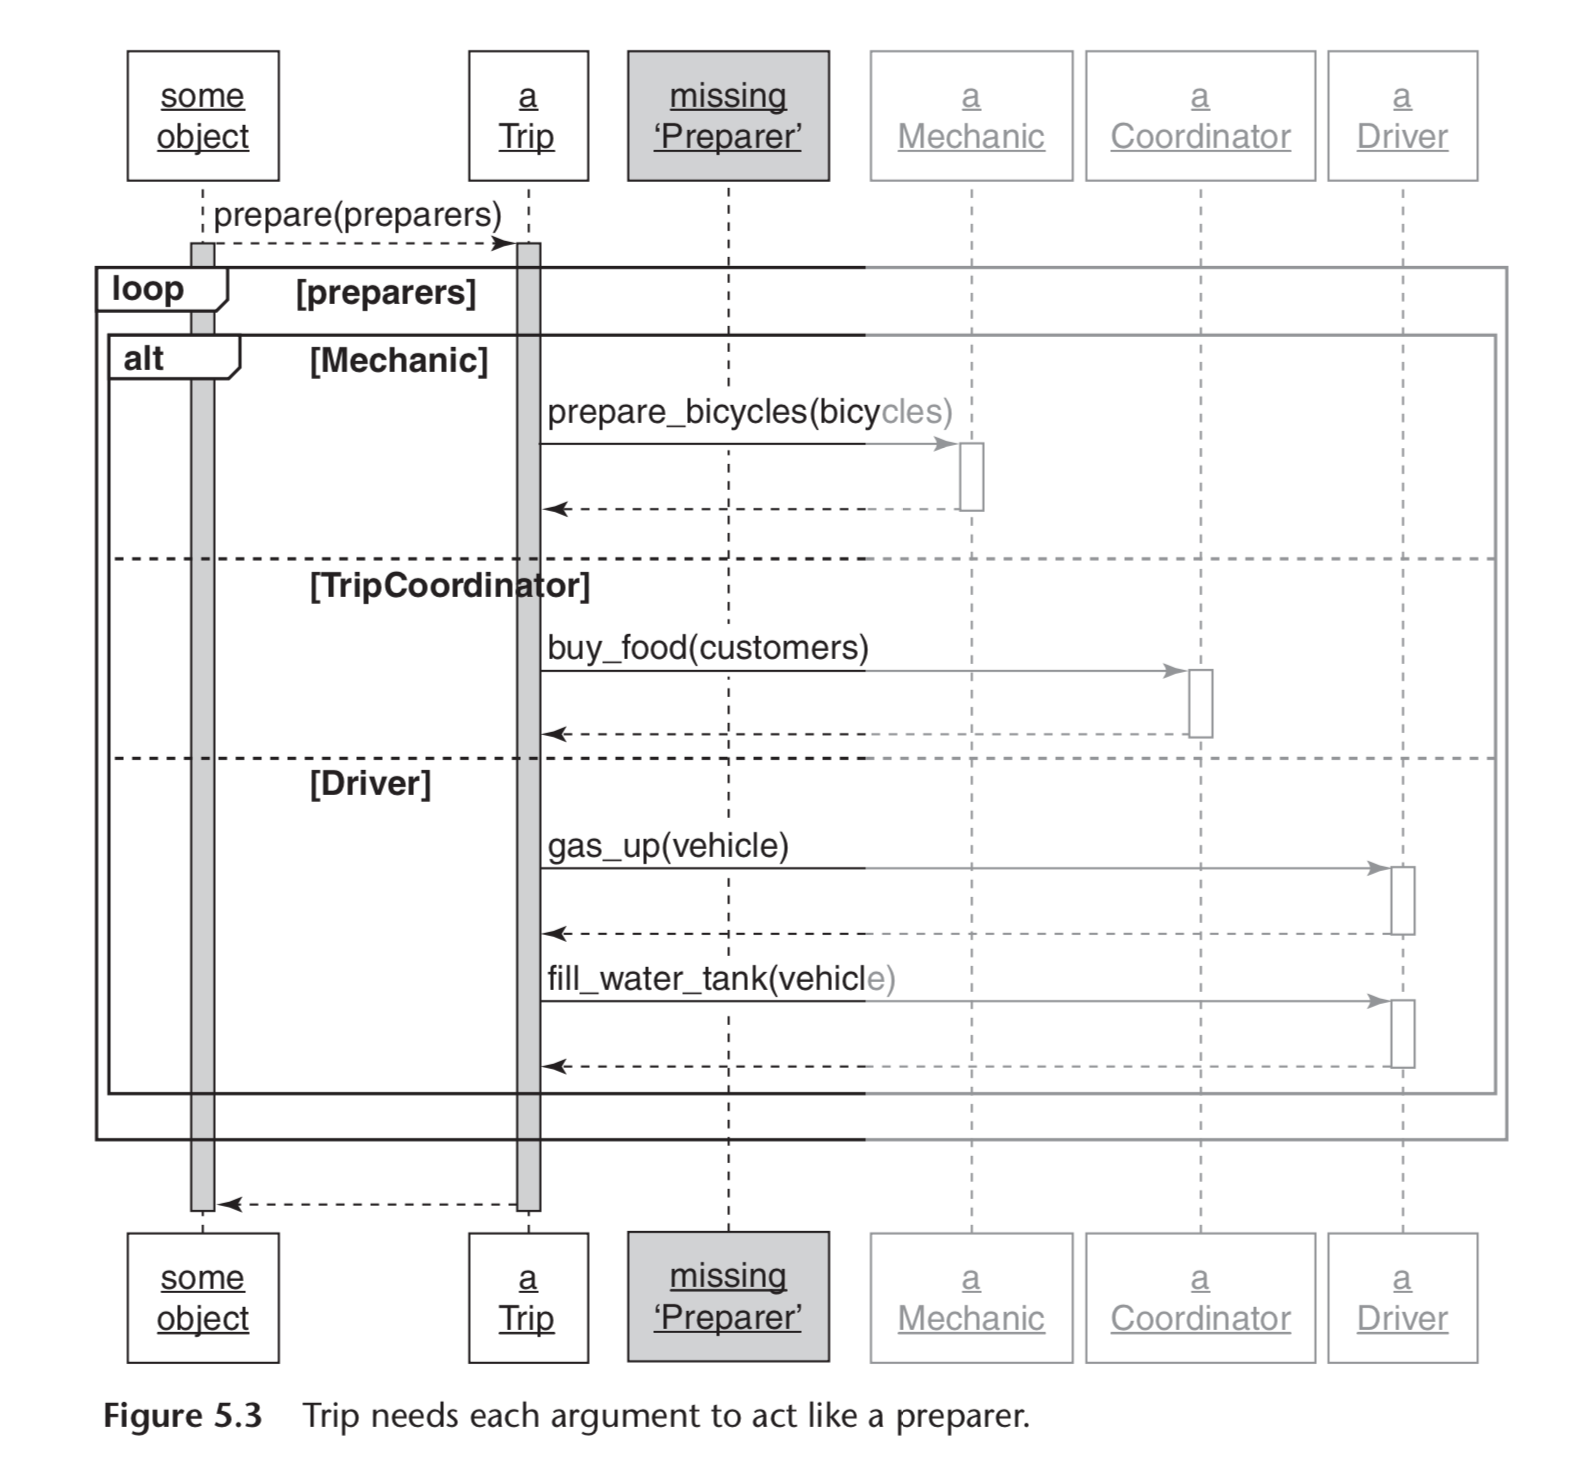 some
object
a
Trip
missing
‘Preparer’
a
Mechanic
a
Coordinator
a
Driver
prepare(preparers)
loop
[preparers]
alt
[Mechanic]
prepare_bicycles(bicycles)
[TripCoordinator]
buy_food(customers)
[Driver]
gas_up(vehicle)
fill_water_tank(vehicle)
some
object
a
Trip
missing
‘Preparer’
a
Mechanic
a
Coordinator
a
Driver
Figure 5.3 Trip needs each argument to act like a preparer.